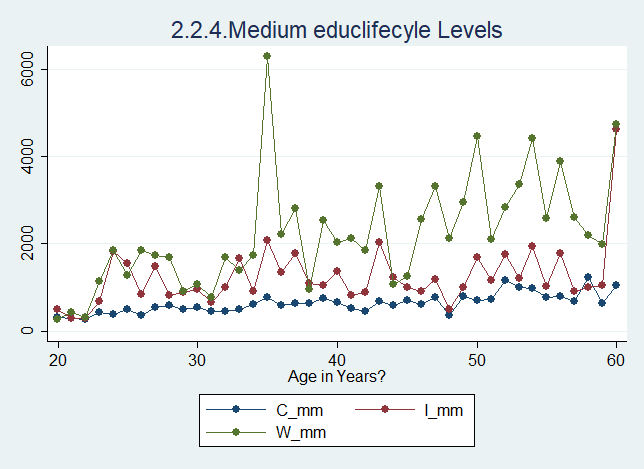 2.2.4.Medium educlifecyle Levels
6000
4000
2000
0
20 30 40 50 60
Age in Years?
C_mm I_mm
W_mm